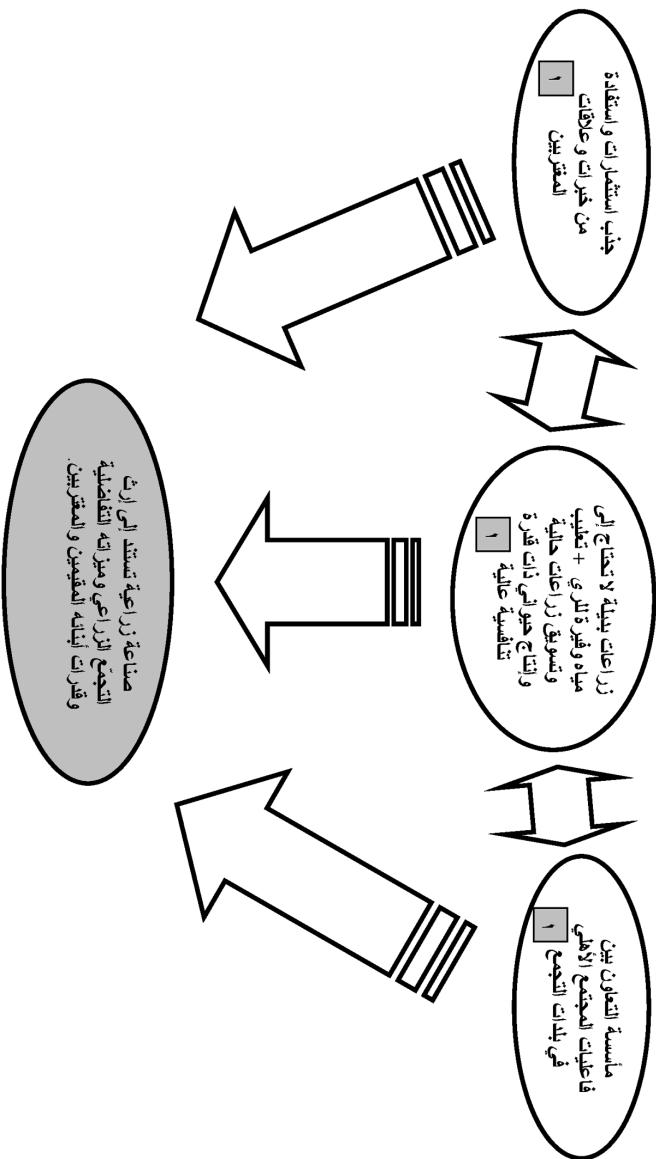 جذب استثمارات واستفادة
من خبرات وعلاقات
المغتربين
١
زراعات بديلة لا تحتاج إلى
مياه وفيرة للري + تعليب
وتسويق زراعات حالية
وإنتاج حيواني ذات قدرة
تنافسية عالية
١
مأسسة التعاون بين
فاعليات المجتمع الأهلي
في بلدات التجمع
١
صناعة زراعية تستند إلى إرث
التجمّع الزراعي وميزاته التفاضلية
وقدرات أبنائه المقيمين والمغتربين.